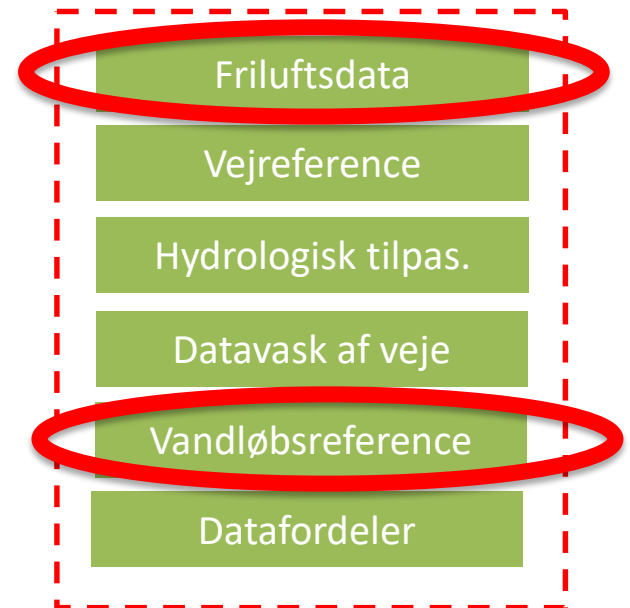 Friluftsdata
Vejreference
Hydrologisk tilpas.
Datavask af veje
Vandløbsreference
Datafordeler